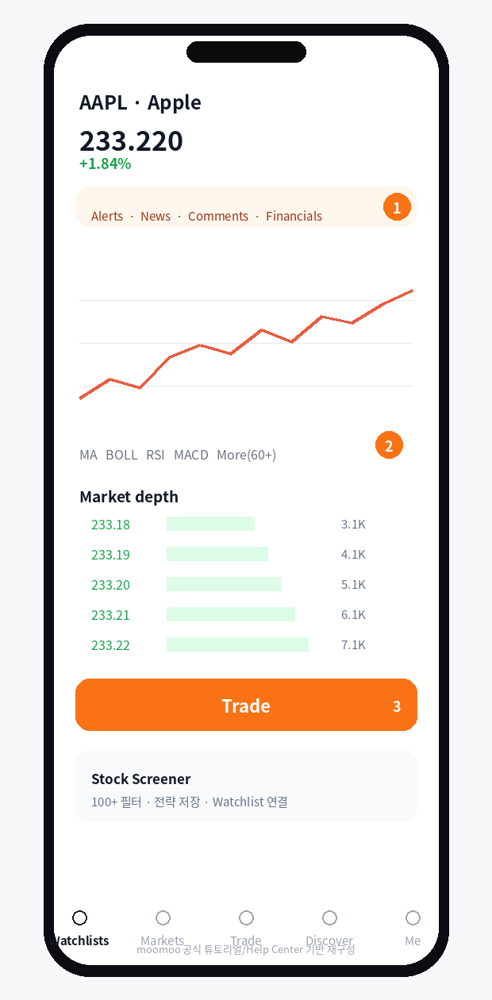 AAPL · Apple
233.220
+1.84%
Alerts · News · Comments · Financials
1
MA BOLL RSI MACD More(60+)
2
Market depth
233.18 3.1K
233.19 4.1K
233.20 5.1K
233.21 6.1K
233.22 7.1K
Trade 3
Stock Screener
100+ 필터 · 전략 저장 · Watchlist 연결
Watchlists Markets Trade Discover Me
moomoo 공식 튜토리얼/Help Center 기반 재구성